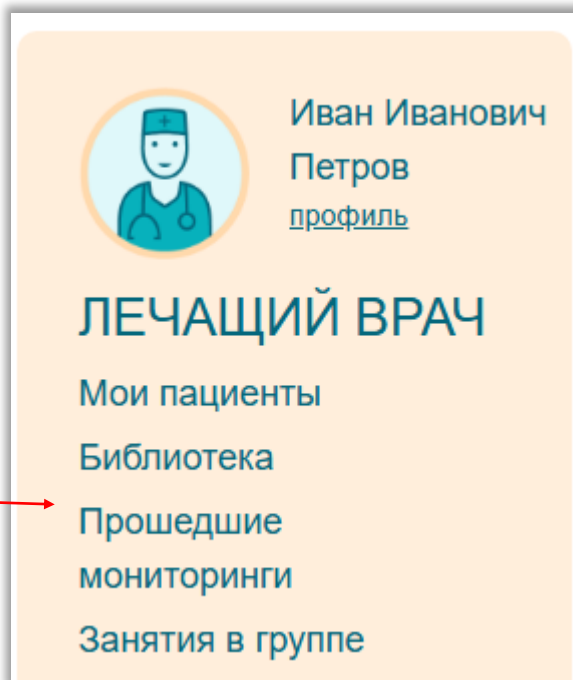 Иван Иванович
Петров
профиль
ЛЕЧАЩИЙ ВРАЧ
Мои пациенты
Библиотека
Прошедшие
мониторинги
Занятия в группе